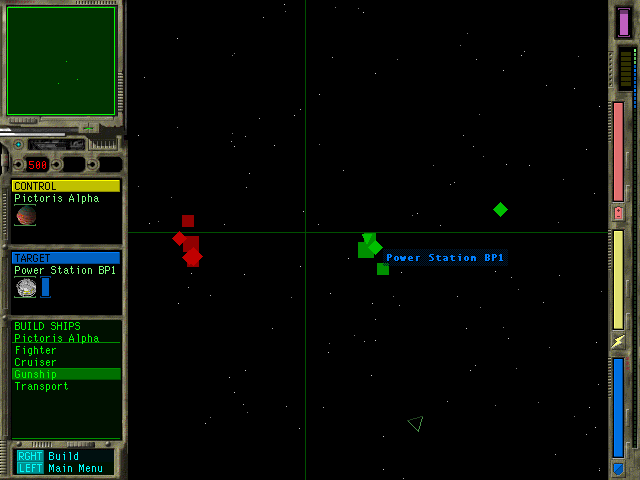 500
CONTROL
Pictoris Alpha
TARGET
Power Station BP1
Power Station BP1
BUILD SHIPS
Pictoris Alpha
Fighter
Cruiser
Gunship
Transport
RGHT Build
LEFT Main Menu